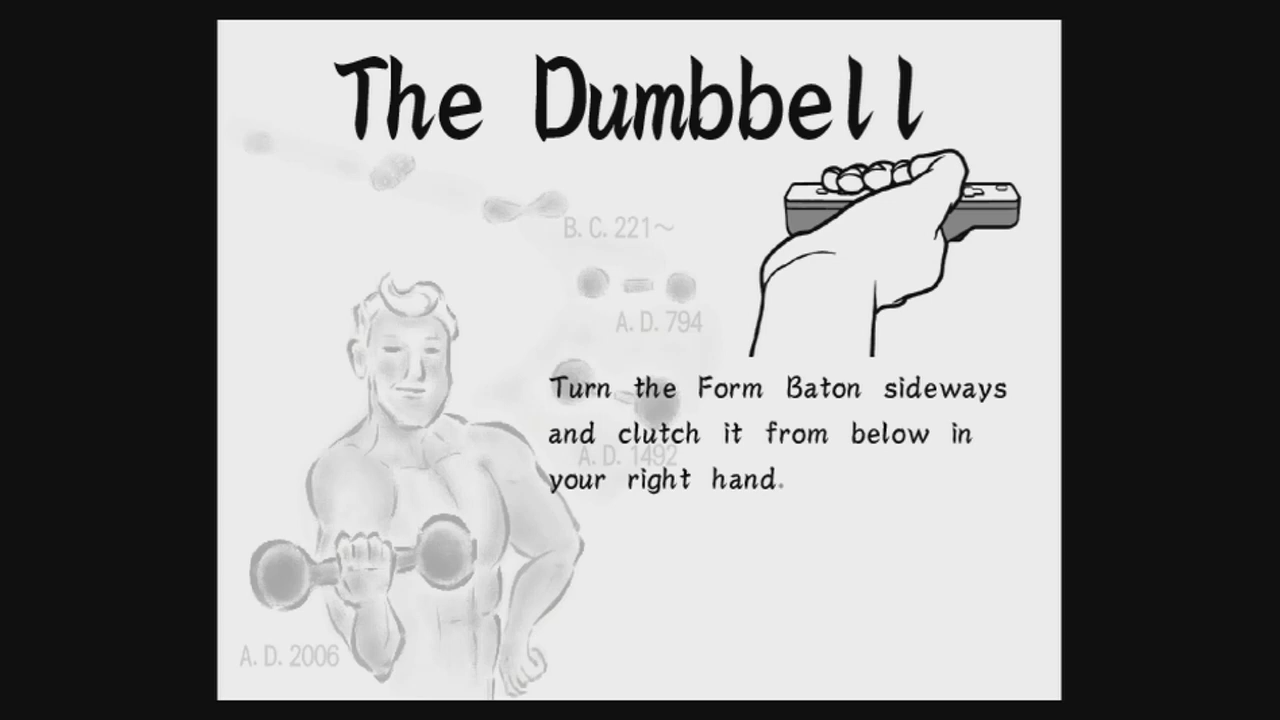 The Dumbbell
B. C. 221～
A. D. 794
Turn the Form Baton sideways
and clutch it from below in
A. D. 1492
your right hand.
A. D. 2006